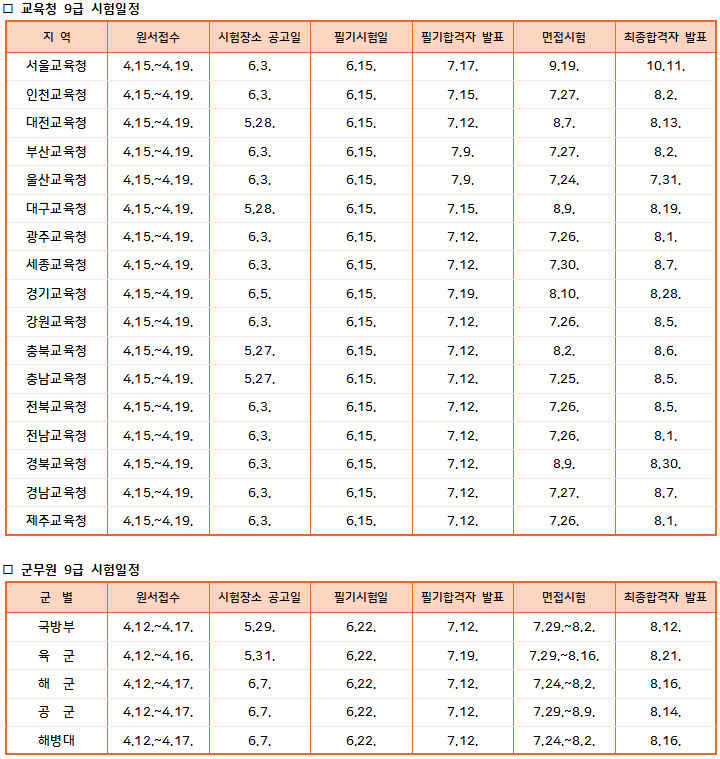 □ 교육청 9급 시험일정
지 역 원서접수 시험장소 공고일 필기시험일 필기합격자 발표 면접시험 최종합격자 발표
서울교육청 4.15.~4.19. 6.3. 6.15. 7.17. 9.19. 10.11.
인천교육청 4.15.~4.19. 6.3. 6.15. 7.15. 7.27. 8.2.
대전교육청 4.15.~4.19. 5.28. 6.15. 7.12. 8.7. 8.13.
부산교육청 4.15.~4.19. 6.3. 6.15. 7.9. 7.27. 8.2.
울산교육청 4.15.~4.19. 6.3. 6.15. 7.9. 7.24. 7.31.
대구교육청 4.15.~4.19. 5.28. 6.15. 7.15. 8.9. 8.19.
광주교육청 4.15.~4.19. 6.3. 6.15. 7.12. 7.26. 8.1.
세종교육청 4.15.~4.19. 6.3. 6.15. 7.12. 7.30. 8.7.
경기교육청 4.15.~4.19. 6.5. 6.15. 7.19. 8.10. 8.28.
강원교육청 4.15.~4.19. 6.3. 6.15. 7.12. 7.26. 8.5.
충북교육청 4.15.~4.19. 5.27. 6.15. 7.12. 8.2. 8.6.
충남교육청 4.15.~4.19. 5.27. 6.15. 7.12. 7.25. 8.5.
전북교육청 4.15.~4.19. 6.3. 6.15. 7.12. 7.26. 8.5.
전남교육청 4.15.~4.19. 6.3. 6.15. 7.12. 7.26. 8.1.
경북교육청 4.15.~4.19. 6.3. 6.15. 7.12. 8.9. 8.30.
경남교육청 4.15.~4.19. 6.3. 6.15. 7.12. 7.27. 8.7.
제주교육청 4.15.~4.19. 6.3. 6.15. 7.12. 7.26. 8.1.
□ 군무원 9급 시험일정
군 별 원서접수 시험장소 공고일 필기시험일 필기합격자 발표 면접시험 최종합격자 발표
국방부 4.12.~4.17. 5.29. 6.22. 7.12. 7.29.~8.2. 8.12.
육 군 4.12.~4.16. 5.31. 6.22. 7.19. 7.29.~8.16. 8.21.
해 군 4.12.~4.17. 6.7. 6.22. 7.12. 7.24.~8.2. 8.16.
공 군 4.12.~4.17. 6.7. 6.22. 7.12. 7.29.~8.9. 8.14.
해병대 4.12.~4.17. 6.7. 6.22. 7.12. 7.24.~8.2. 8.16.